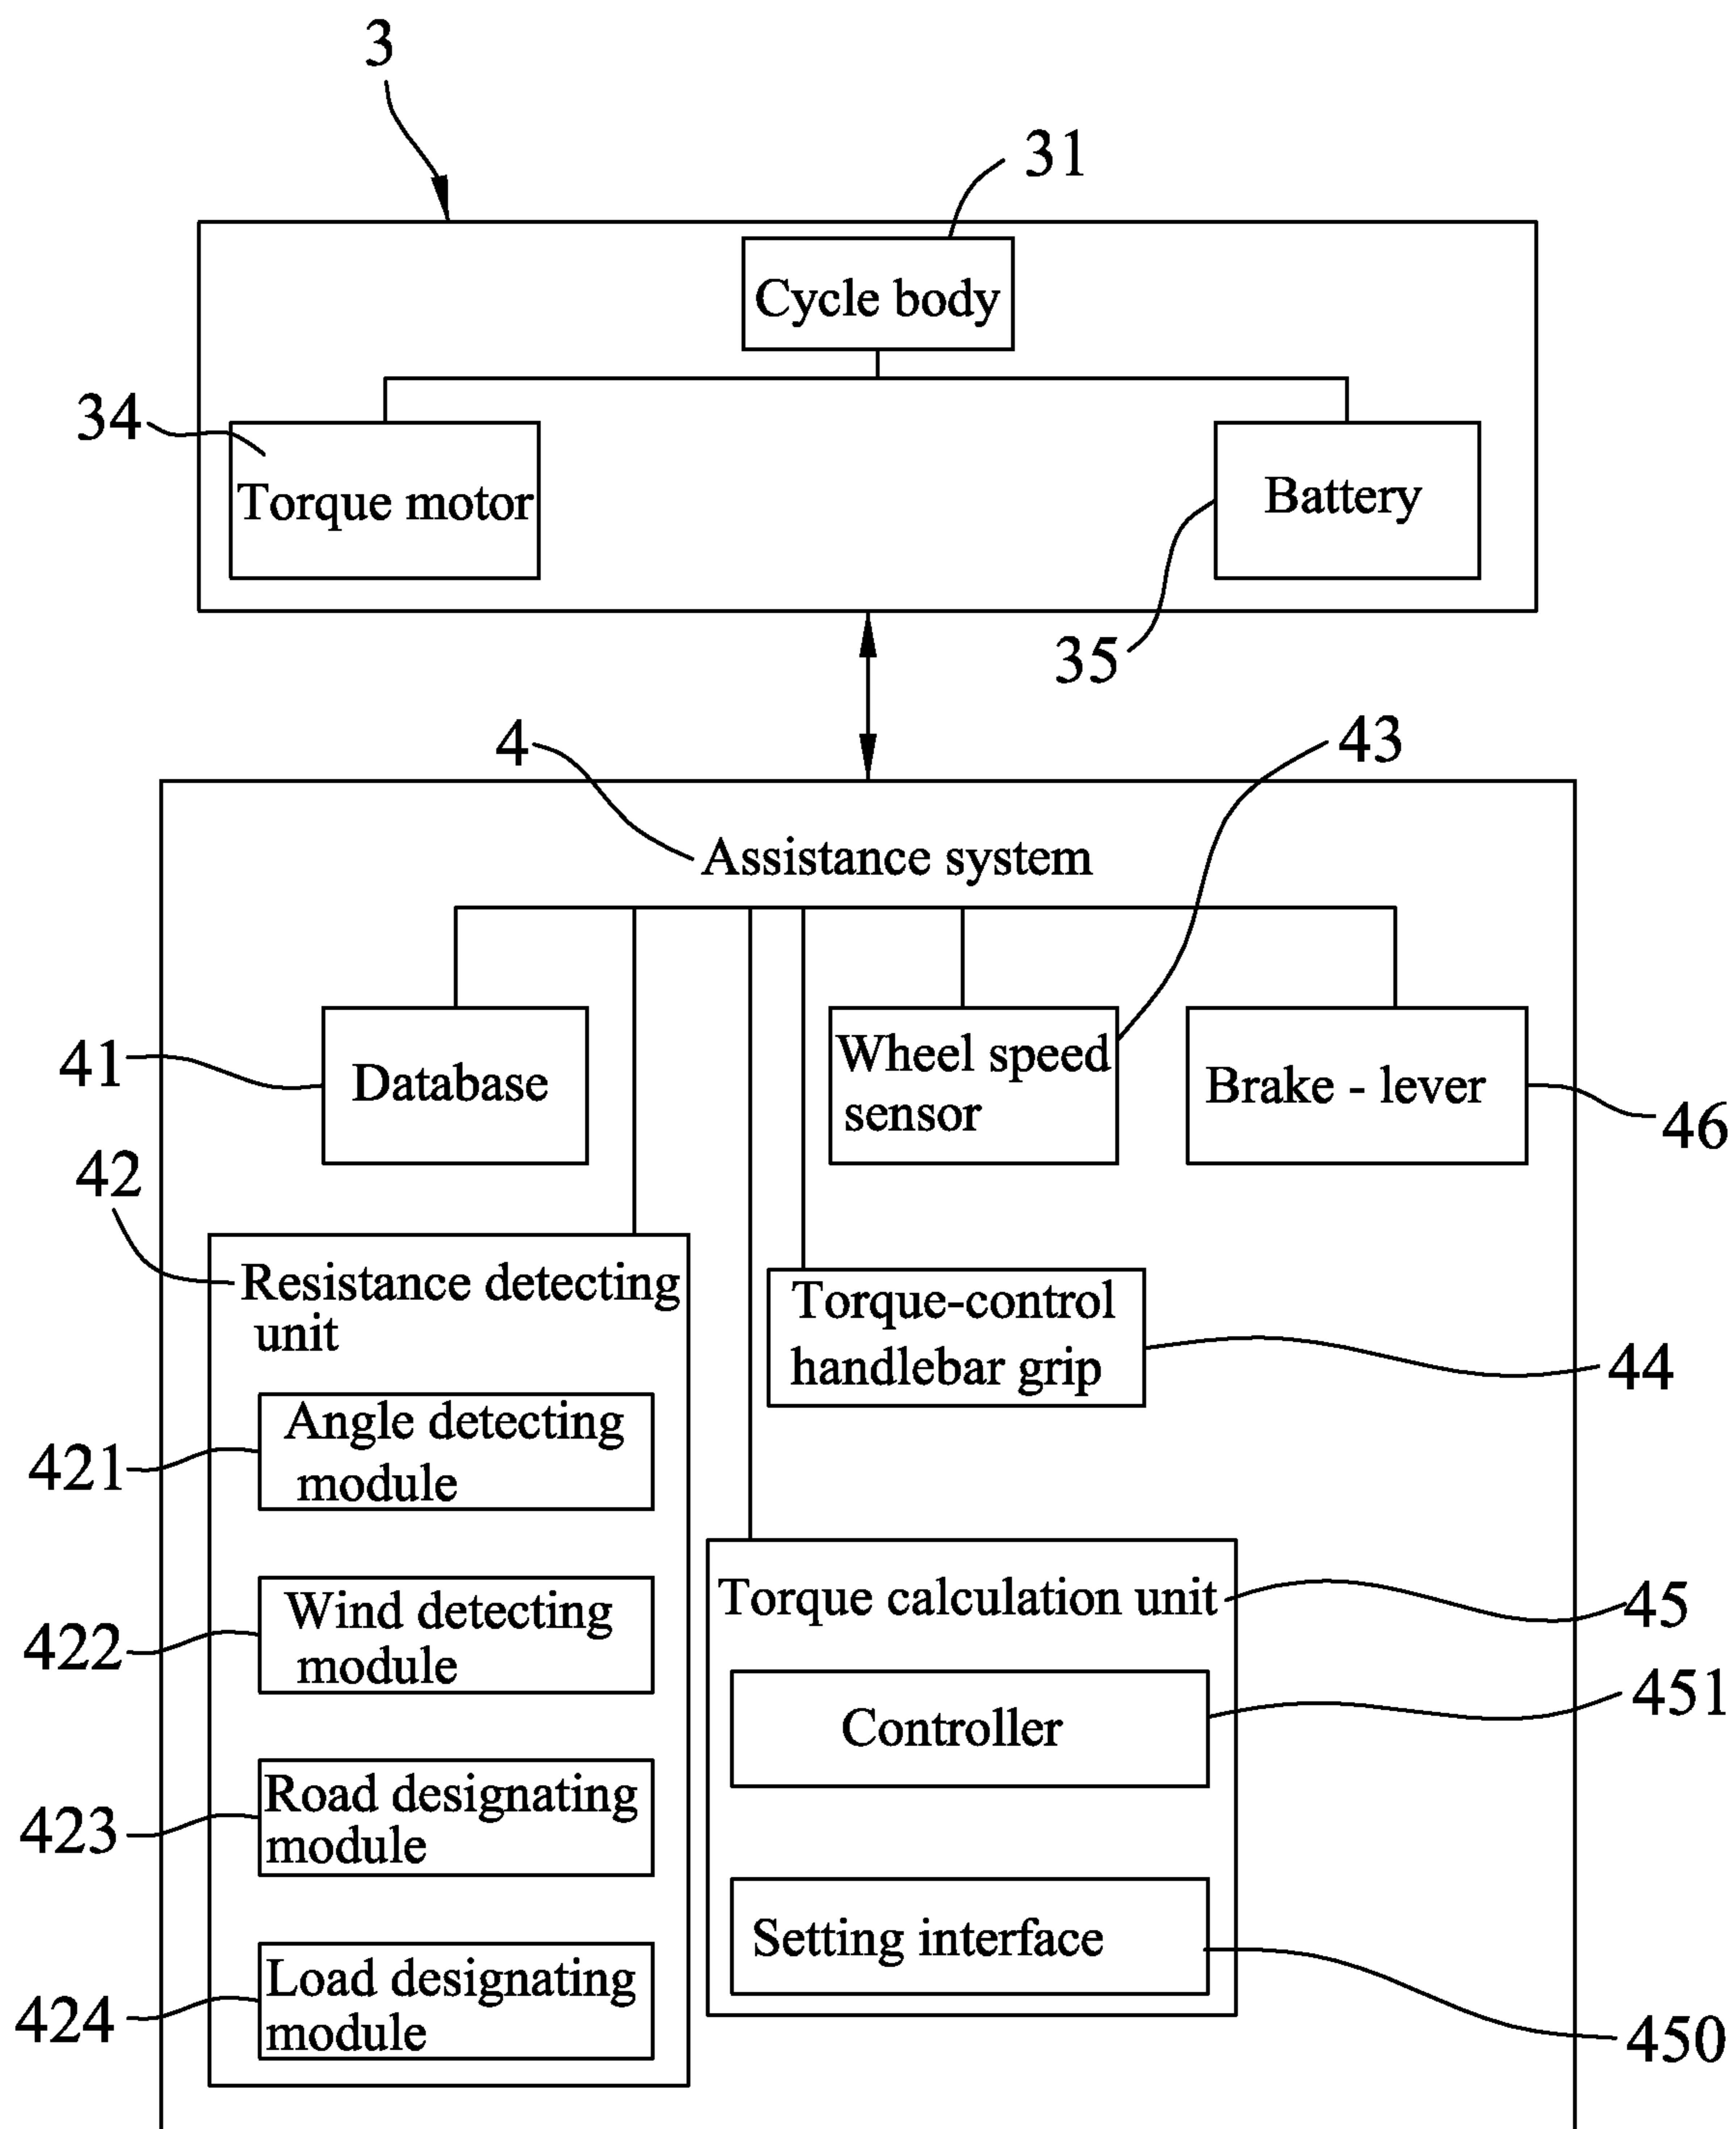 3
31
Cycle body
34
Torque motor
Battery
35
4
43
Assistance system
41
Database
Wheel speed
sensor
Brake - lever
46
42
Resistance detecting
unit
Torque-control
handlebar grip
44
Angle detecting
module
421
Wind detecting
module
422
Torque calculation unit
45
Controller
451
Road designating
module
423
Setting interface
450
Load designating
module
424